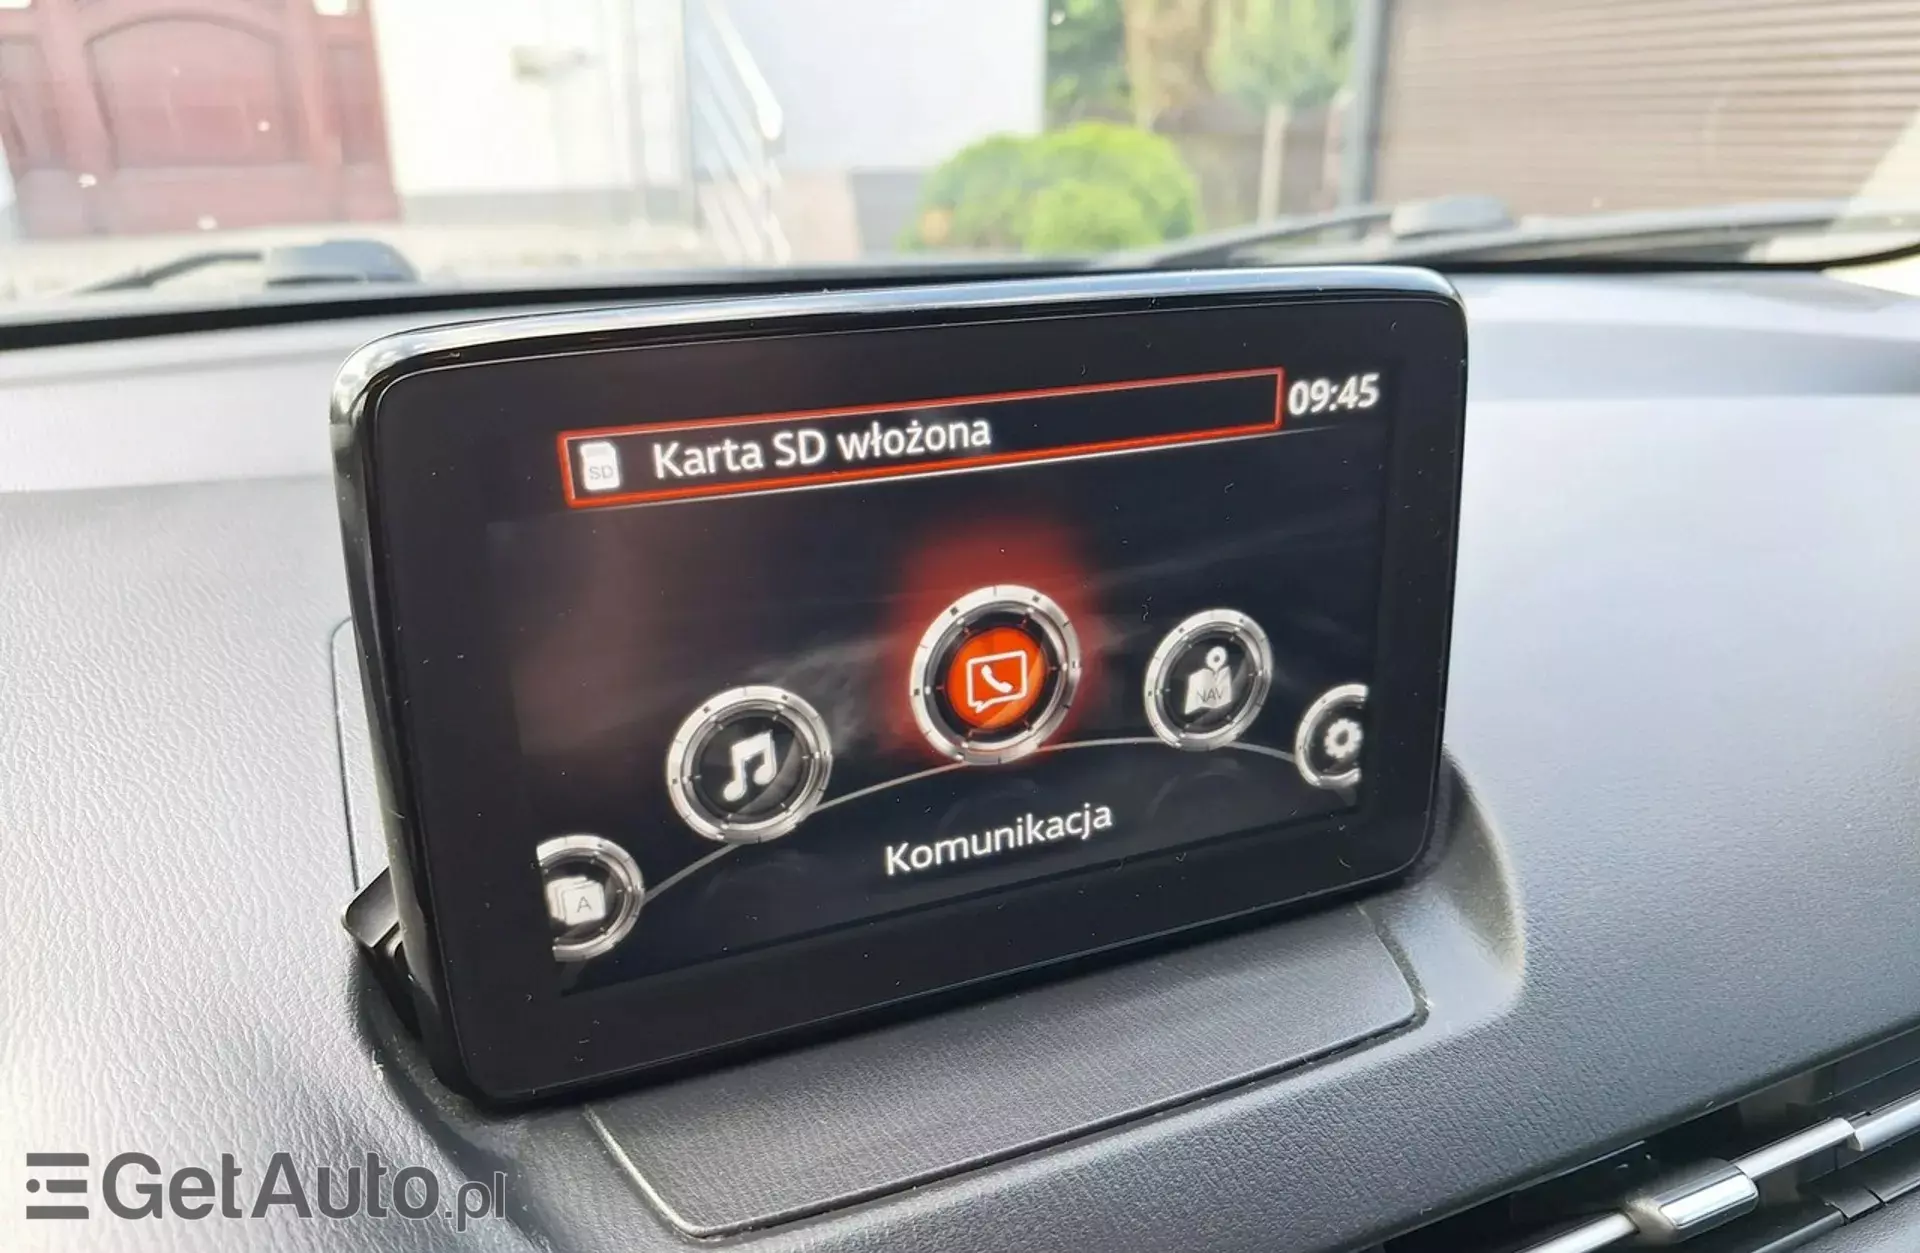 09:45
SD Karta SD włożona
NAV
A
Komunikacja
GetAuto.pl